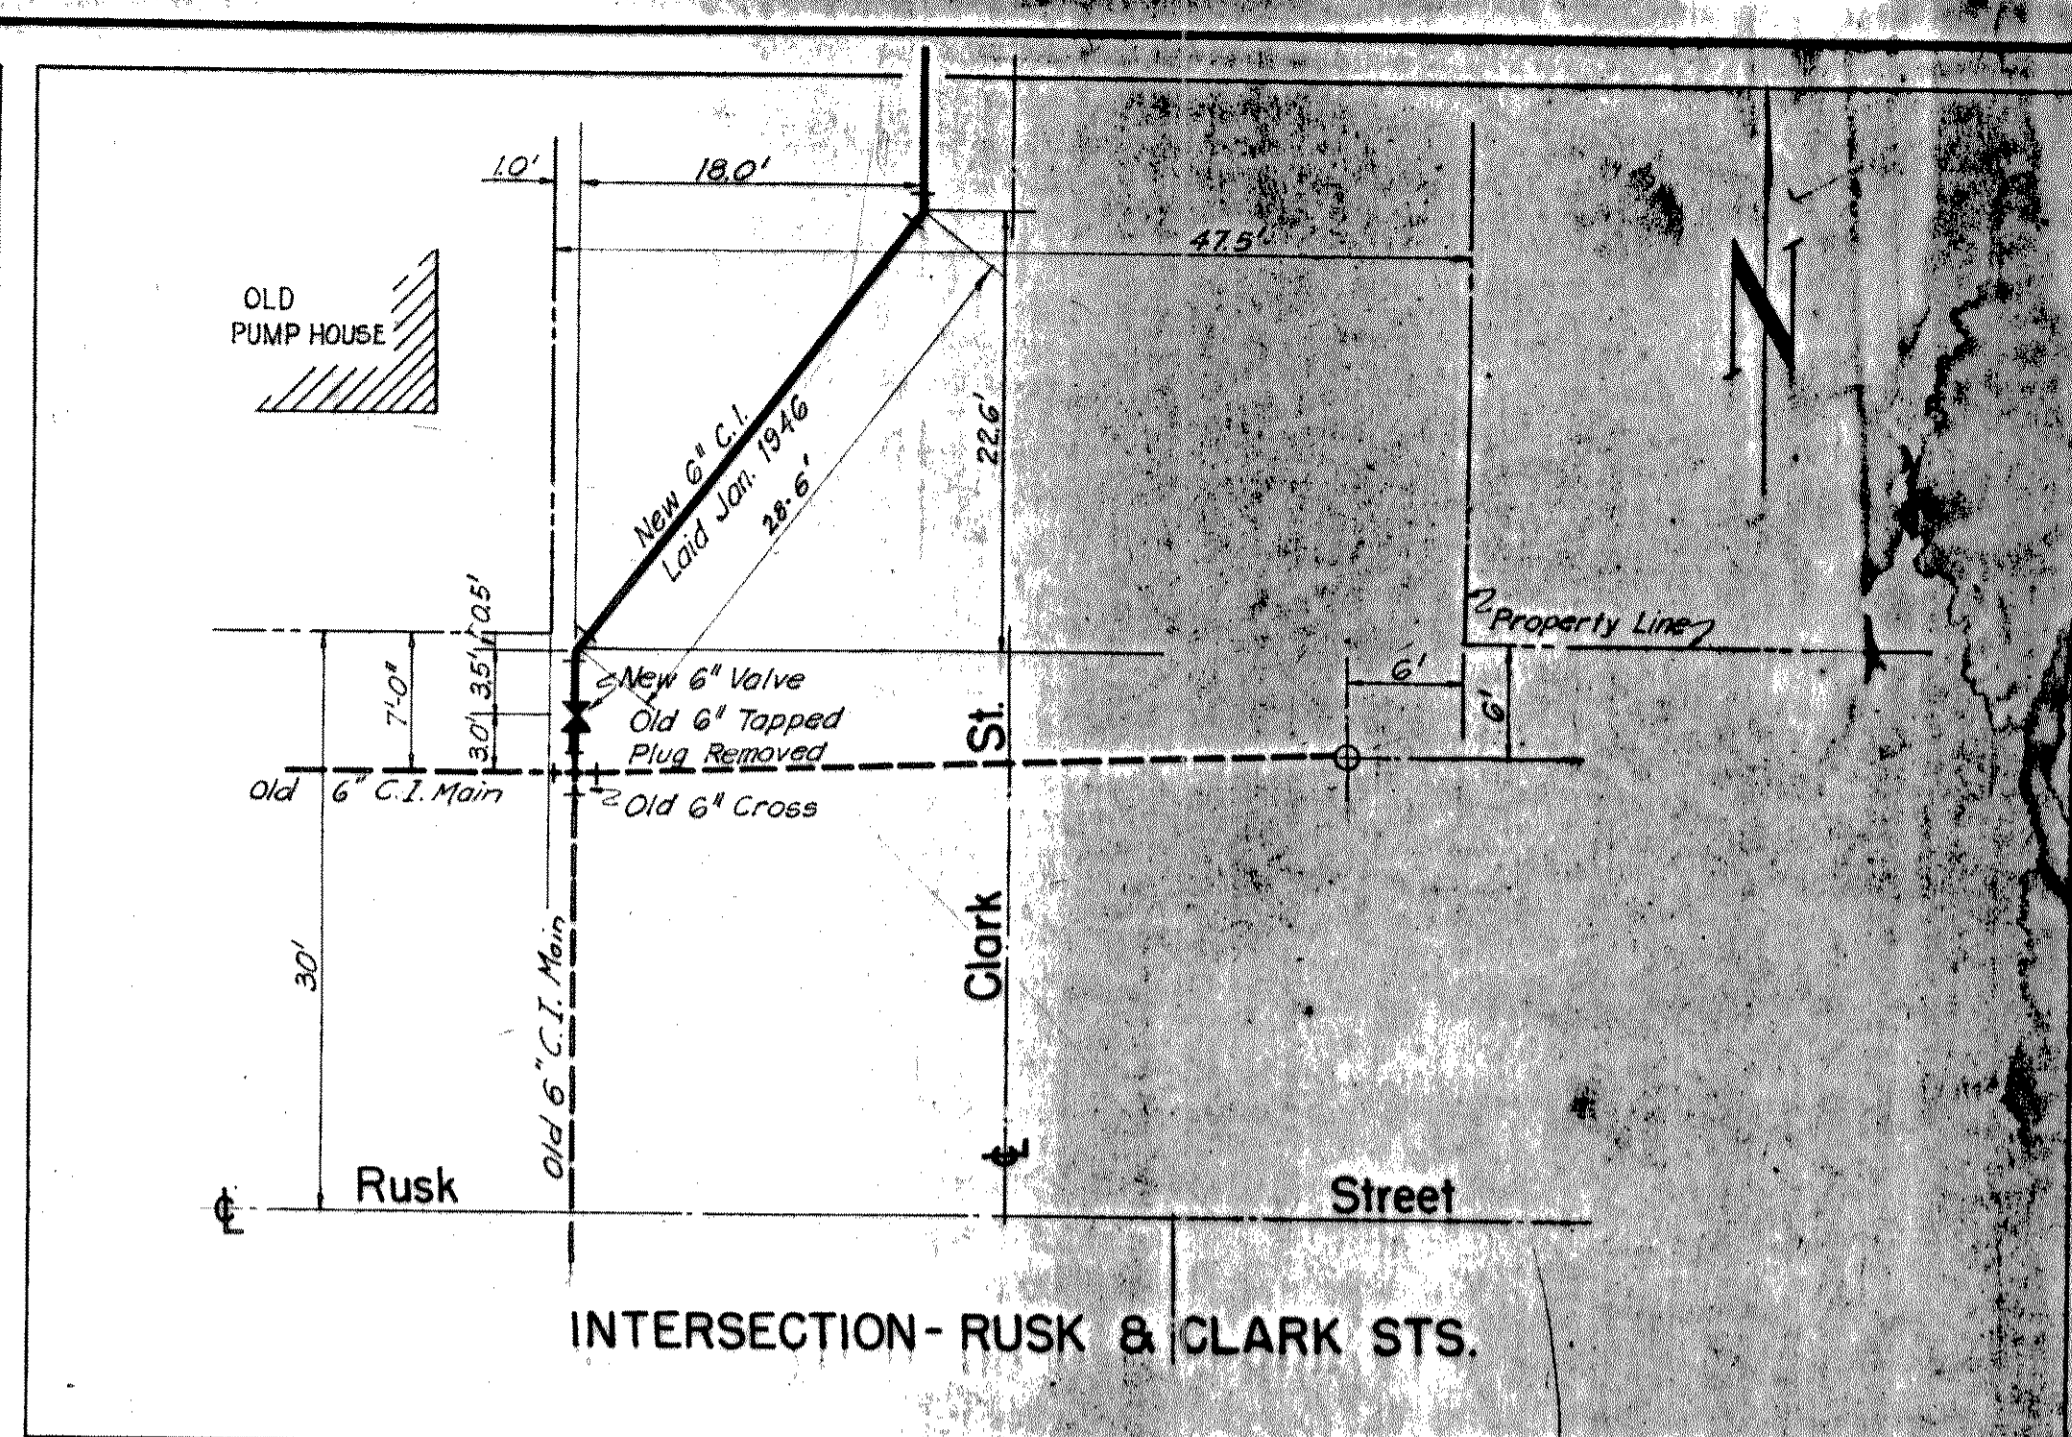 1.0'
18.0'
47.5'
OLD
PUMP HOUSE
N
New 6" C.I.
Laid Jan. 1946
28-6'
22.6'
0.5'
3.5'
3.0'
7'-0"
Property Line
6'
6'
New 6" Valve
Old 6" Tapped
Plug Removed
Old 6" C.I. Main
Old 6" Cross
Clark St.
30'
Old 6" C.I. Main
Rusk Street
INTERSECTION - RUSK & CLARK STS.